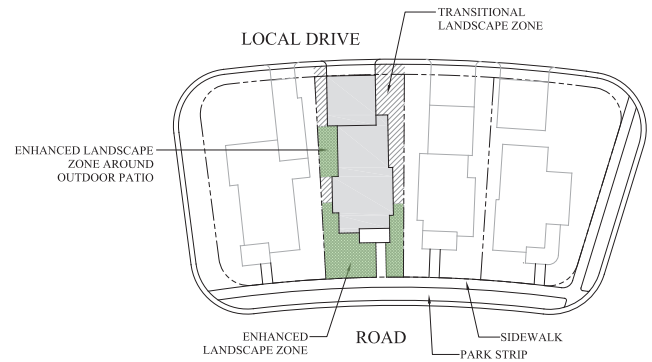 TRANSITIONAL
LANDSCAPE ZONE
LOCAL DRIVE
ENHANCED LANDSCAPE
ZONE AROUND
OUTDOOR PATIO
ENHANCED
LANDSCAPE ZONE
ROAD
SIDEWALK
PARK STRIP